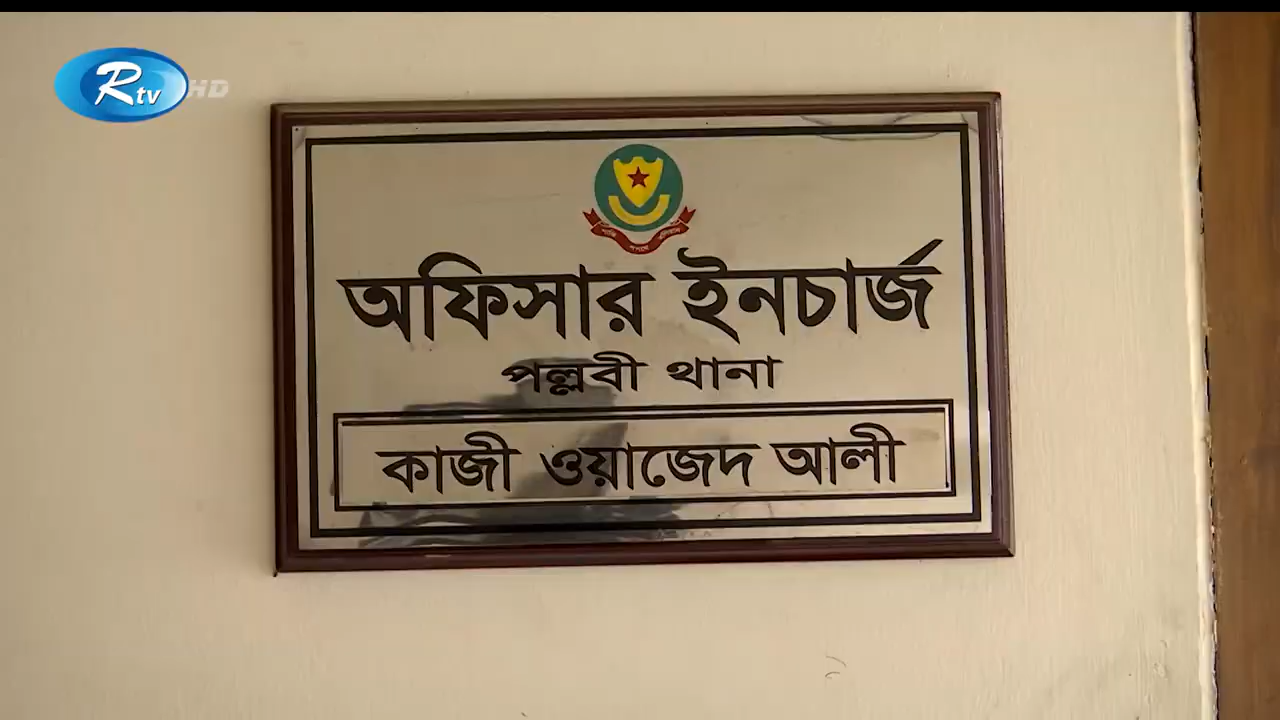 Rtv HD
অফিসার ইনচার্জ
পল্লবী থানা
কাজী ওয়াজেদ আলী